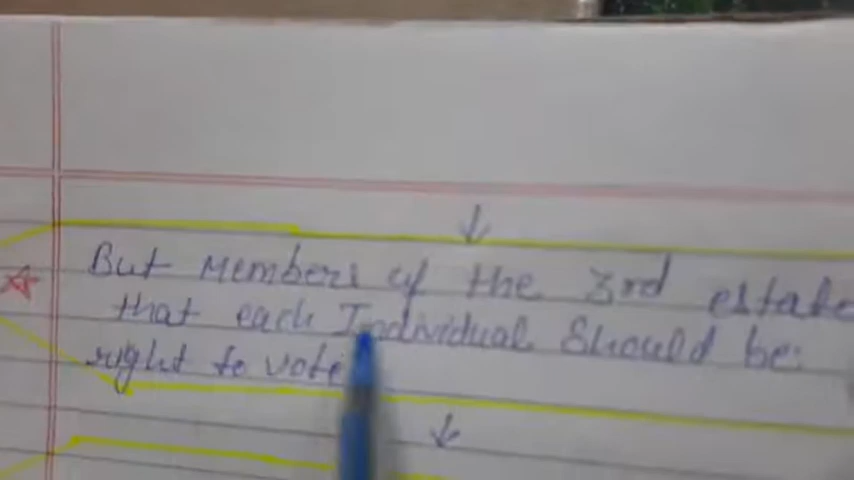 But Members of the 3rd estate
that each Individual Should be
right to vote